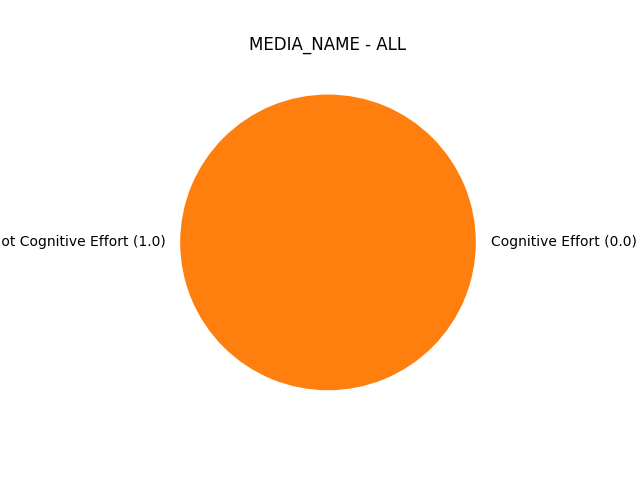 MEDIA_NAME - ALL
ot Cognitive Effort (1.0)
Cognitive Effort (0.0)